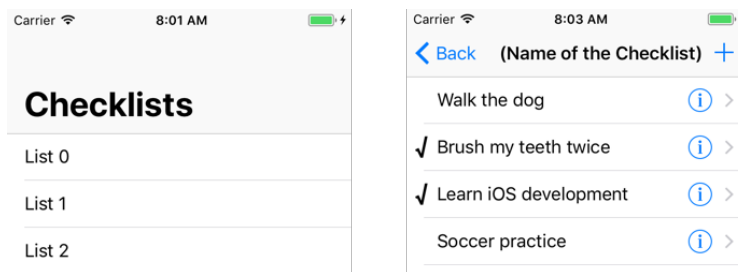 Carrier 8:01 AM
Checklists
List 0
List 1
List 2
Carrier 8:03 AM
Back (Name of the Checklist) +
Walk the dog
√ Brush my teeth twice
√ Learn iOS development
Soccer practice